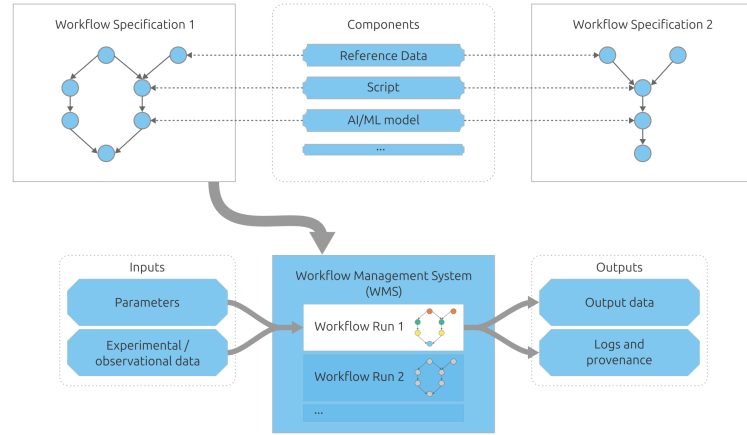 Workflow Specification 1
Components
Workflow Specification 2
Reference Data
Script
AI/ML model
...
Inputs
Parameters
Experimental /
observational data
Workflow Management System
(WMS)
Workflow Run 1
Workflow Run 2
...
Outputs
Output data
Logs and
provenance